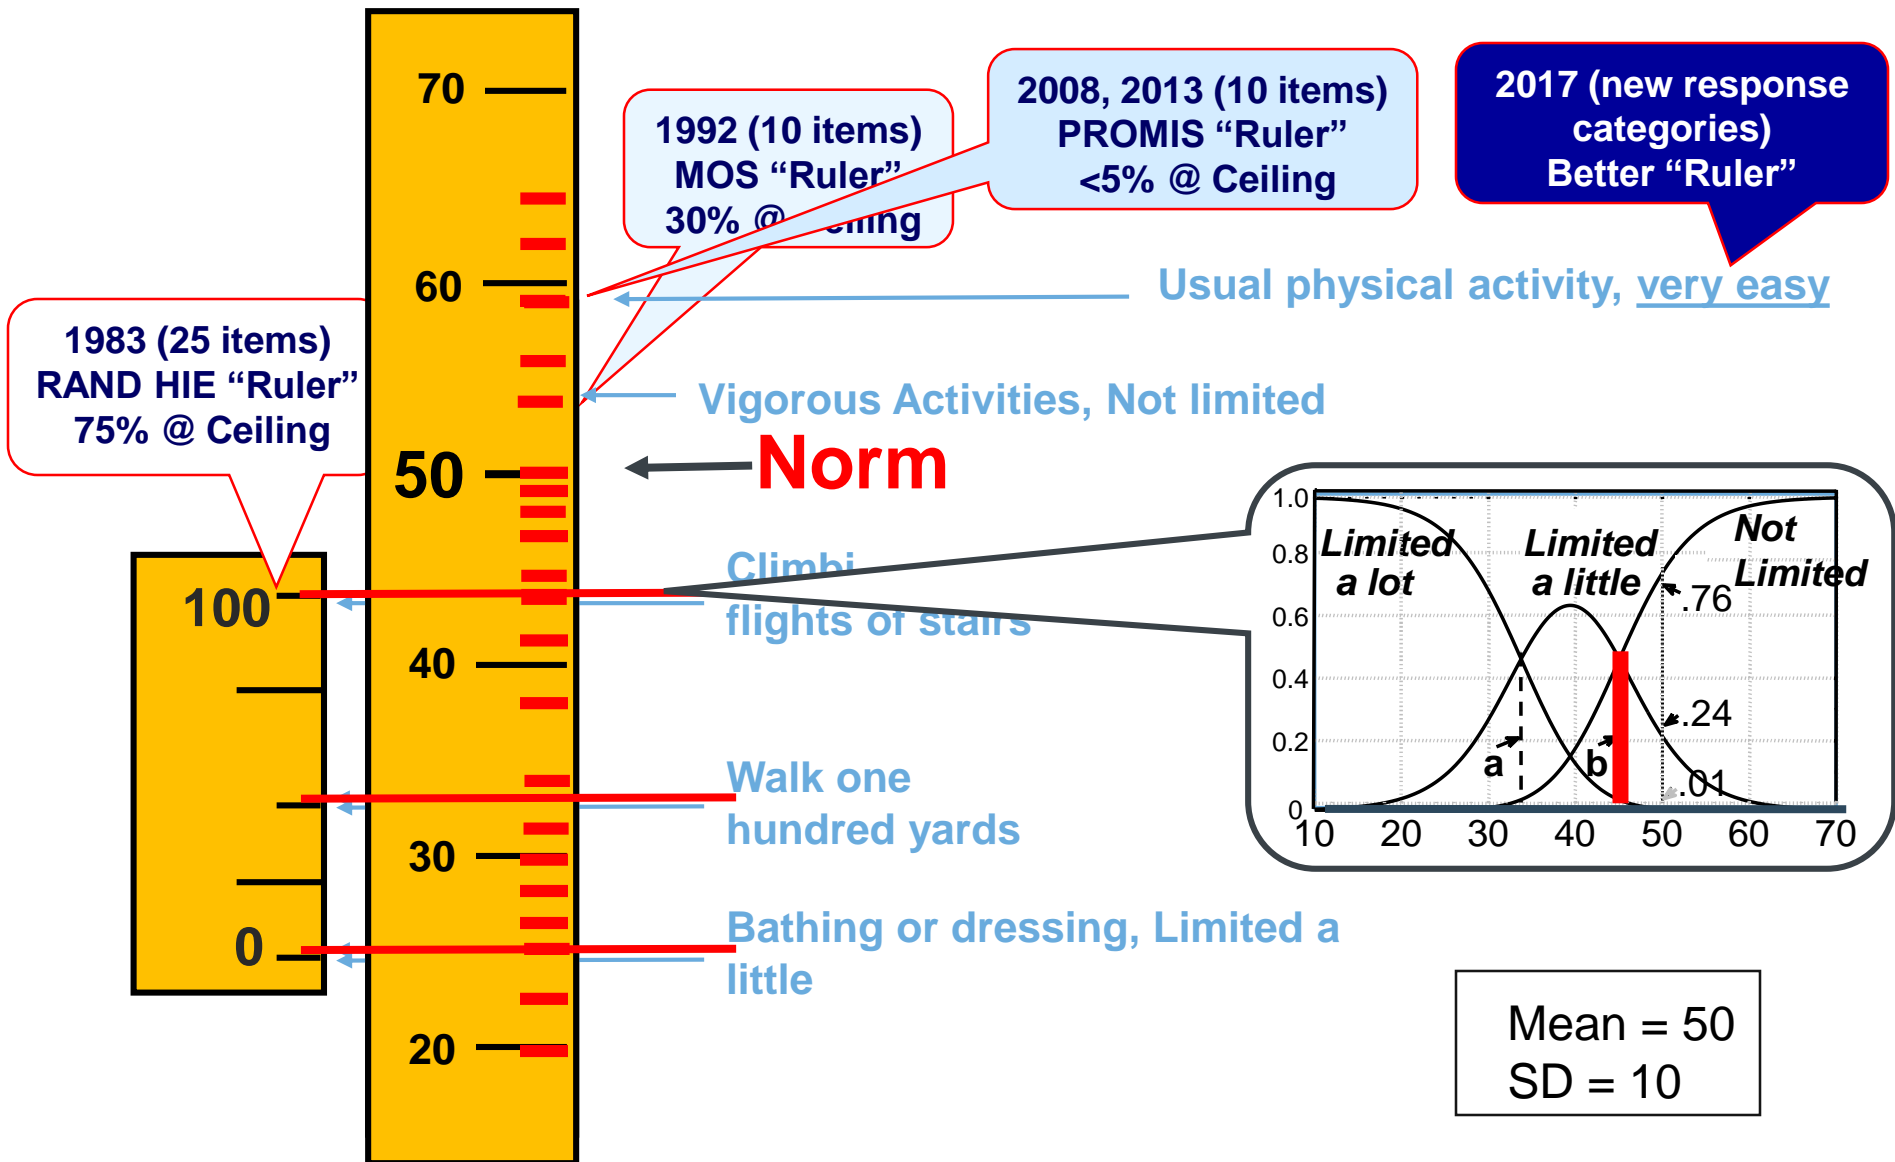 70
1992 (10 items)
MOS “Ruler”
30% @
2008, 2013 (10 items)
PROMIS “Ruler”
<5% @ Ceiling
2017 (new response
categories)
Better “Ruler”
60
Usual physical activity, very easy
1983 (25 items)
RAND HIE “Ruler”
75% @ Ceiling
Vigorous Activities, Not limited
50
Norm
100
Climbi
flights of stairs
40
Walk one
hundred yards
30
Bathing or dressing, Limited a
little
0
20
1.0
0.8
0.6
0.4
0.2
0
Limited
a lot
Limited
a little
Not
Limited
.76
.24
.01
a
b
10 20 30 40 50 60 70
Mean = 50
SD = 10